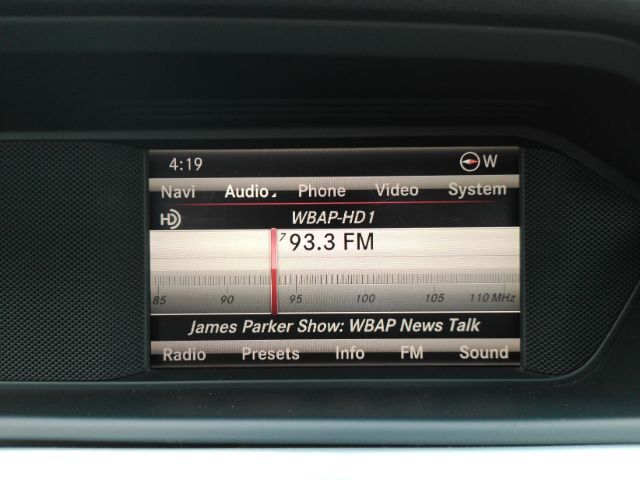 4:19 W
Navi Audio Phone Video System
HD WBAP-HD1
7 93.3 FM
85 90 95 100 105 110 MHz
James Parker Show: WBAP News Talk
Radio Presets Info FM Sound